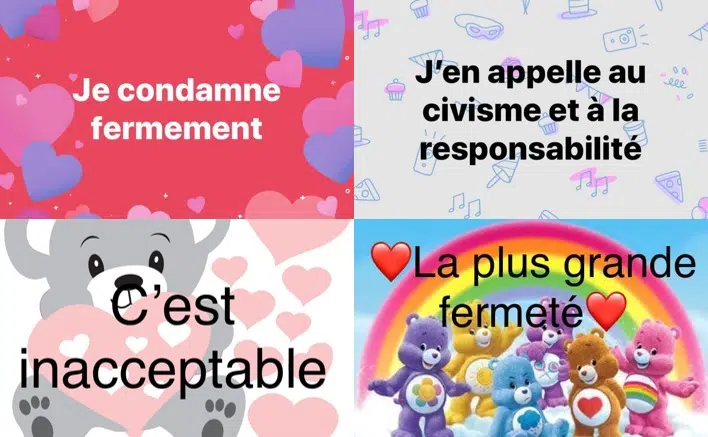 Je condamne
fermement
J’en appelle au
civisme et à la
responsabilité
C’est
inacceptable
❤️La plus grande
fermeté❤️